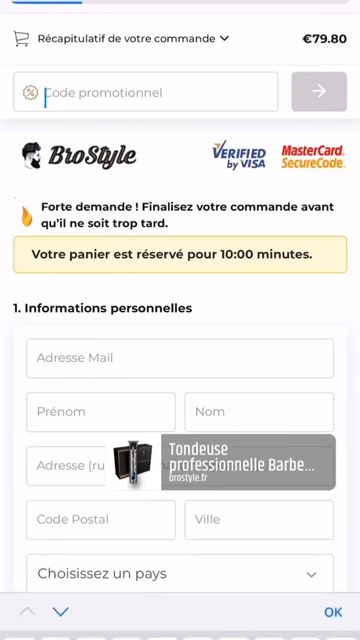 Récapitulatif de votre commande
€79.80
Code promotionnel
BroStyle
VERIFIED
by VISA
MasterCard.
SecureCode.
Forte demande ! Finalisez votre commande avant
qu'il ne soit trop tard.
Votre panier est réservé pour 10:00 minutes.
1. Informations personnelles
Adresse Mail
Prénom
Nom
Adresse (ru
Tondeuse
professionnelle Barbe...
brostyle.fr
Code Postal
Ville
Choisissez un pays
OK